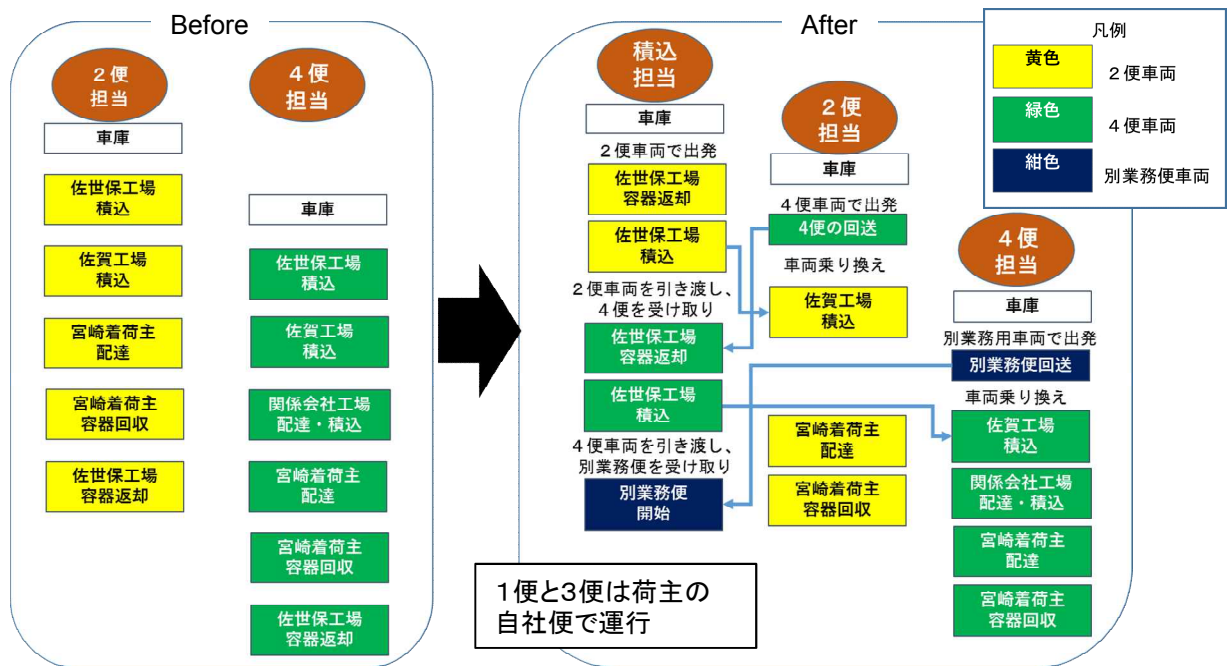 Before
2便
担当
車庫
佐世保工場
積込
佐賀工場
積込
宮崎着荷主
配達
宮崎着荷主
容器回収
佐世保工場
容器返却
4便
担当
車庫
佐世保工場
積込
佐賀工場
積込
関係会社工場
配達・積込
宮崎着荷主
配達
宮崎着荷主
容器回収
佐世保工場
容器返却
After
積込
担当
車庫
2便車両で出発
佐世保工場
容器返却
佐世保工場
積込
2便車両を引き渡し、
4便を受け取り
佐世保工場
容器返却
佐世保工場
積込
4便車両を引き渡し、
別業務便を受け取り
別業務便
開始
2便
担当
車庫
4便車両で出発
4便の回送
車両乗り換え
佐賀工場
積込
宮崎着荷主
配達
宮崎着荷主
容器回収
4便
担当
車庫
別業務用車両で出発
別業務便回送
車両乗り換え
佐賀工場
積込
関係会社工場
配達・積込
宮崎着荷主
配達
宮崎着荷主
容器回収
凡例
黄色
2便車両
緑色
4便車両
紺色
別業務便車両
1便と3便は荷主の
自社便で運行